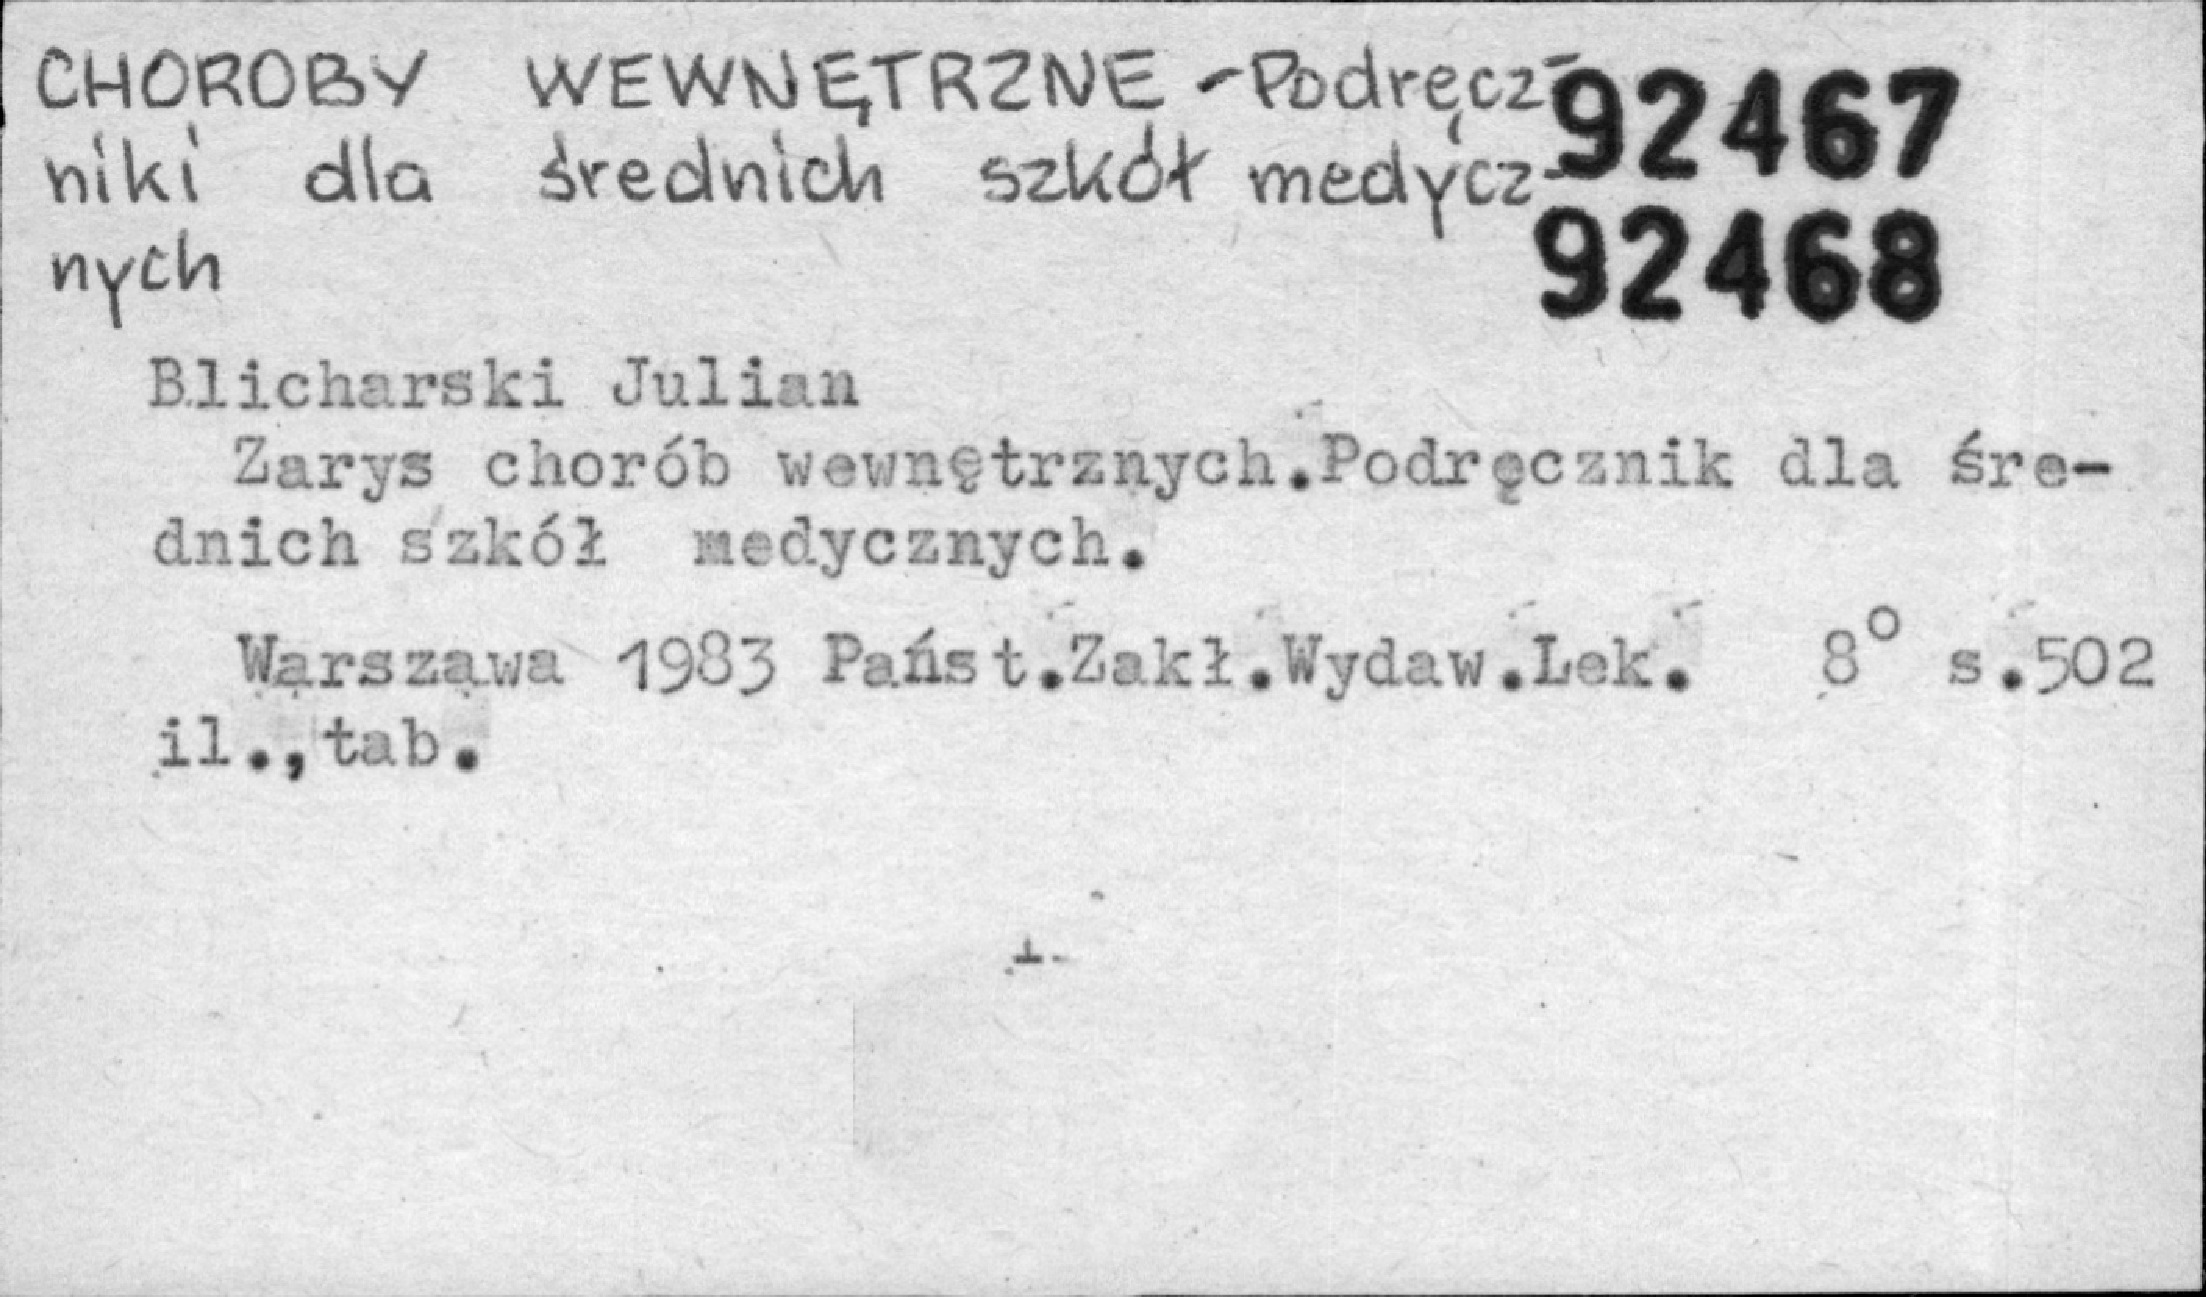 CHOROBY WEWNĘTRZNE - Podręcz-
niki dla średnich szkół medycz-
nych
92467
92468
Blicharski Julian
Zarys chorób wewnętrznych.Podręcznik dla śre-
dnich szkół medycznych.
Warszawa 1983 Państ.Zakł.Wydaw.Lek. 8° s.502
il.,tab.